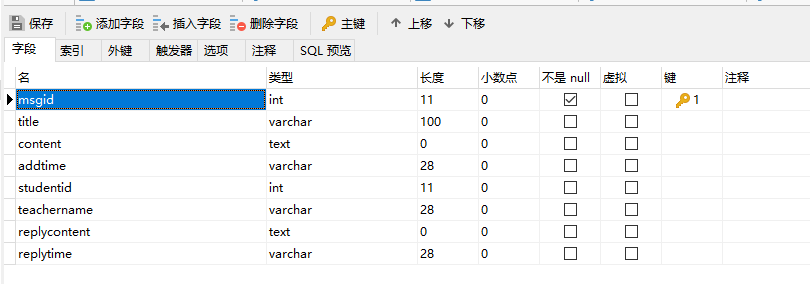 保存 添加字段 插入字段 删除字段 主键 上移 下移
字段 索引 外键 触发器 选项 注释 SQL 预览
名 类型 长度 小数点 不是 null 虚拟 键 注释
msgid int 11 0 1
title varchar 100 0
content text 0 0
addtime varchar 28 0
studentid int 11 0
teachername varchar 28 0
replycontent text 0 0
replytime varchar 28 0